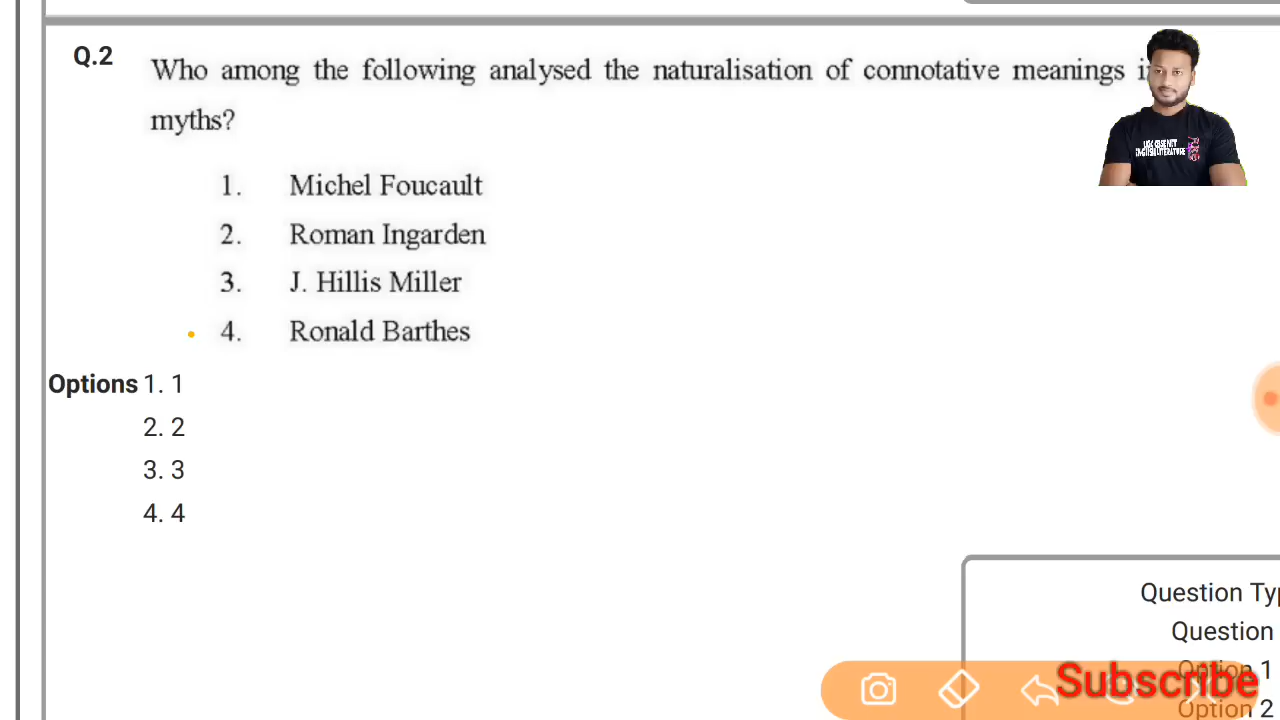 Q.2
Who among the following analysed the naturalisation of connotative meanings
myths?
1. Michel Foucault
2. Roman Ingarden
3. J. Hillis Miller
4. Ronald Barthes
Options 1. 1
2. 2
3. 3
4. 4
Question
Question
Option 1
Subscribe
Option 2